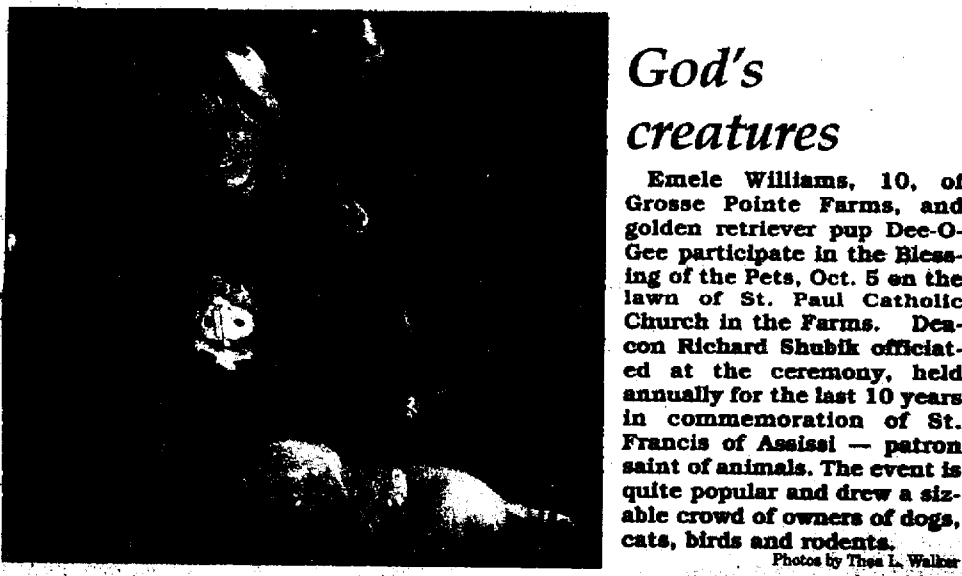 God's
creatures
Emele Williams, 10, of
Grosse Pointe Farms, and
golden retriever pup Dee-O-
Gee participate in the Bless-
ing of the Pets, Oct. 5 on the
lawn of St. Paul Catholic
Church in the Farms. Dea-
con Richard Shubik officiat-
ed at the ceremony, held
annually for the last 10 years
in commemoration of St.
Francis of Assissi — patron
saint of animals. The event is
quite popular and drew a siz-
able crowd of owners of dogs,
cats, birds and rodents.
Photos by Thea L. Walker